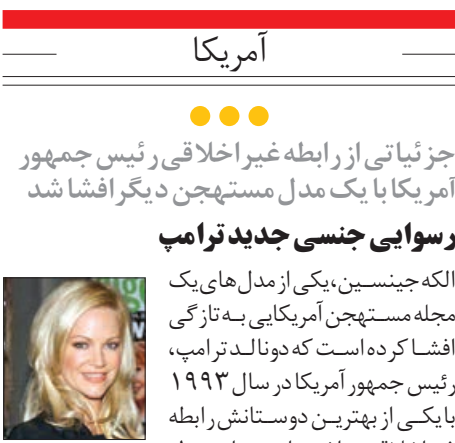 آمریکا
جزئیاتی از رابطه غیراخلاقی رئیس جمهور
آمریکا با یک مدل مستهجن دیگر افشا شد
رسوایی جنسی جدید ترامپ
الکه جینسین، یکی از مدل‌های یک
مجله مستهجن آمریکایی به تازگی
افشا کرده است که دونالد ترامپ،
رئیس جمهور آمریکا در سال ۱۹۹۳
با یکی از بهترین دوستانش رابطه